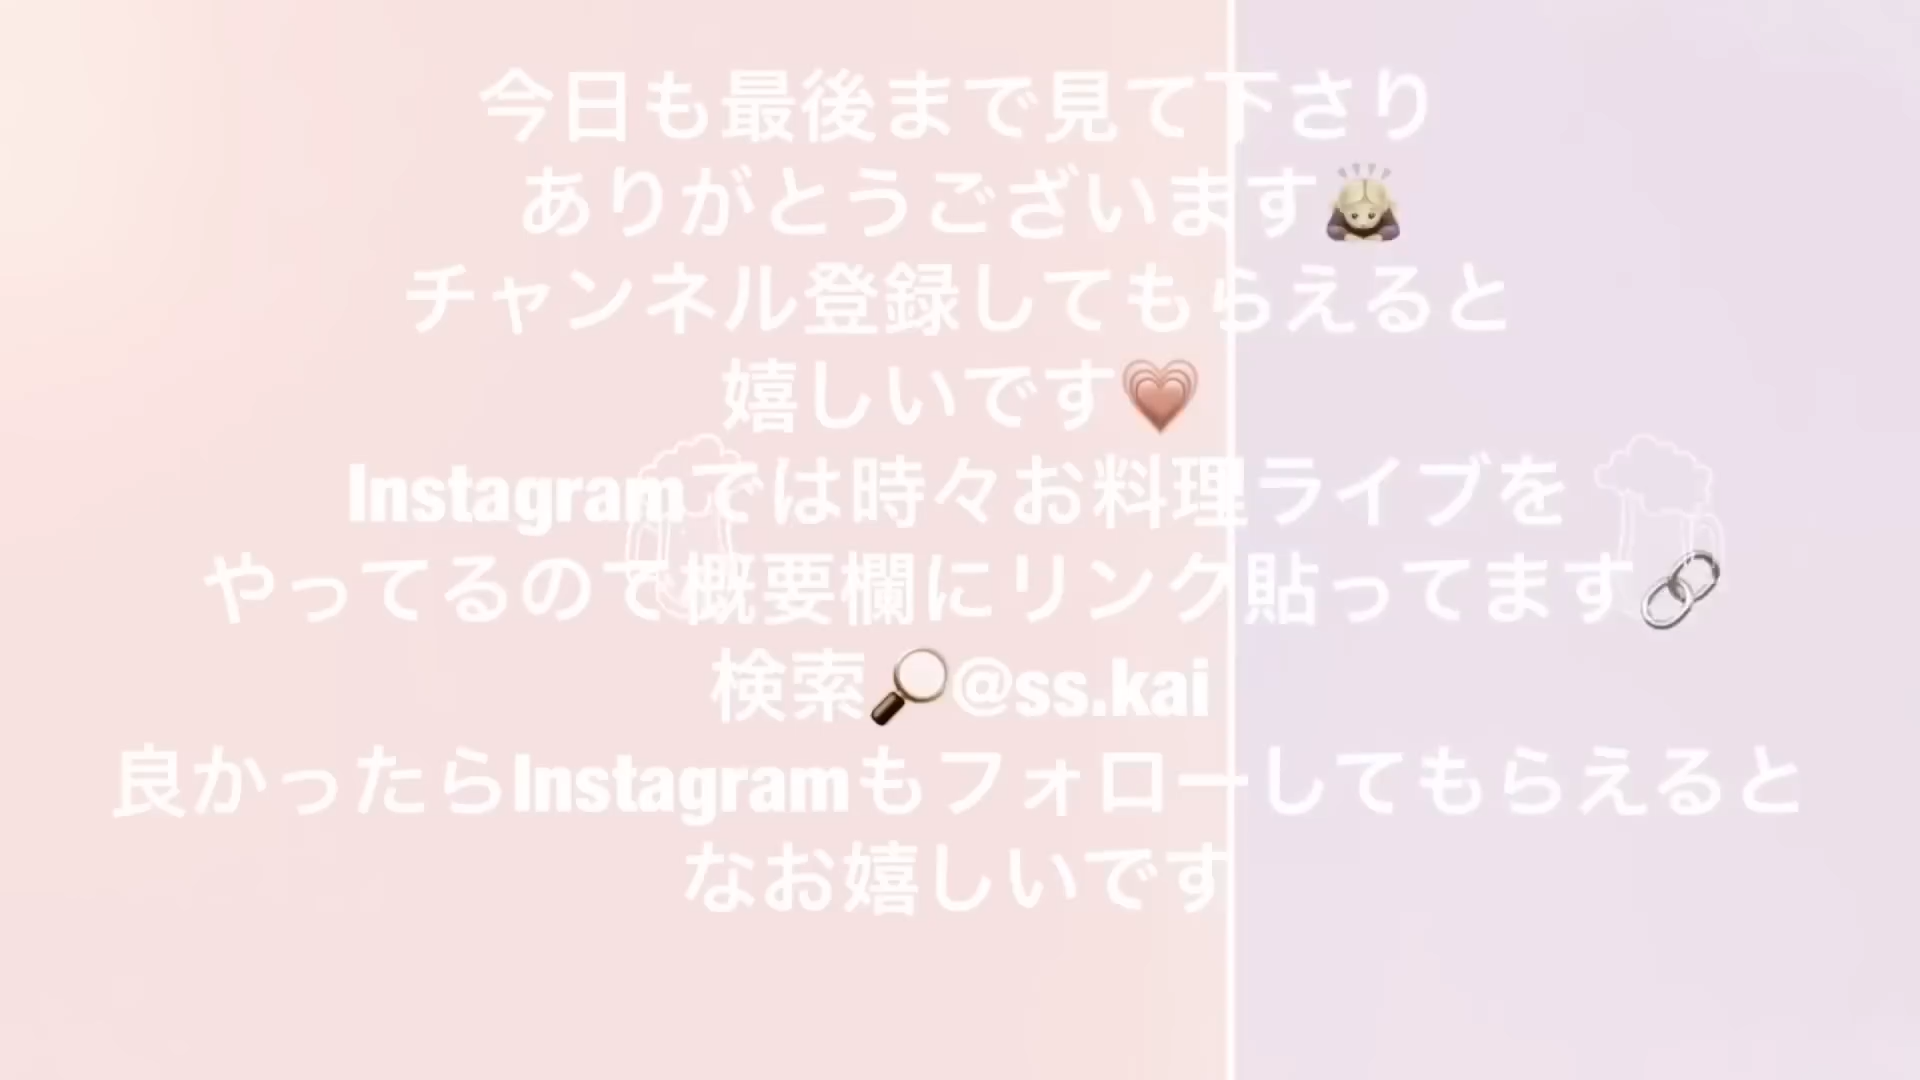 今日も最後まで見て下さり
ありがとうございます🙇‍♀️
チャンネル登録してもらえると
嬉しいです💗
Instagramでは時々お料理ライブを
やってるので概要欄にリンク貼ってます🔗
検索🔎@ss.kai
良かったらInstagramもフォローしてもらえると
なお嬉しいです